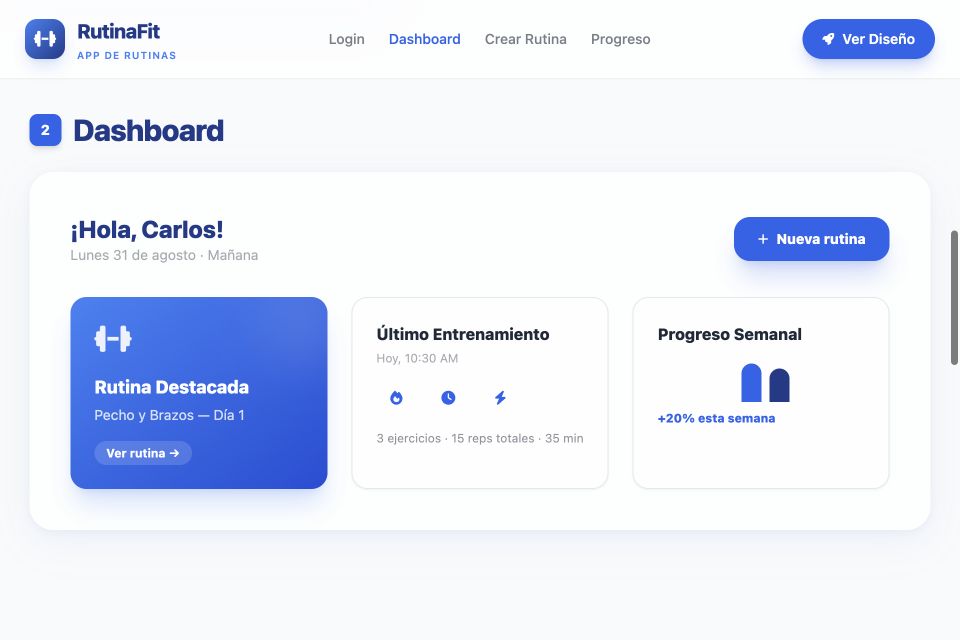 RutinaFit
APP DE RUTINAS
Login
Dashboard
Crear Rutina
Progreso
Ver Diseño
2
Dashboard
¡Hola, Carlos!
Lunes 31 de agosto · Mañana
+ Nueva rutina
Rutina Destacada
Pecho y Brazos — Día 1
Ver rutina →
Último Entrenamiento
Hoy, 10:30 AM
3 ejercicios · 15 reps totales · 35 min
Progreso Semanal
+20% esta semana